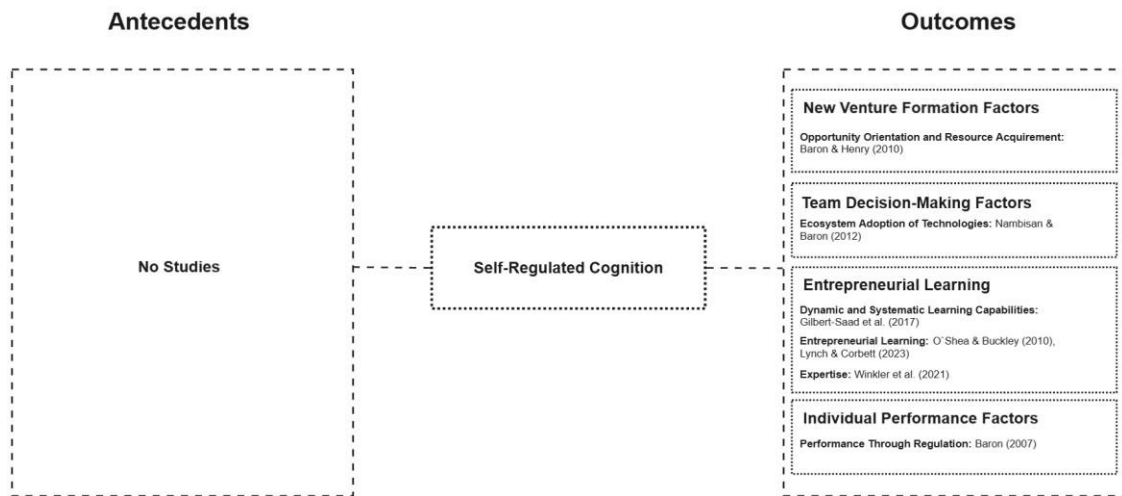 Antecedents
Outcomes
No Studies
Self-Regulated Cognition
New Venture Formation Factors
Opportunity Orientation and Resource Acquirement:
Baron & Henry (2010)
Team Decision-Making Factors
Ecosystem Adoption of Technologies: Nambisan &
Baron (2012)
Entrepreneurial Learning
Dynamic and Systematic Learning Capabilities:
Gilbert-Saad et al. (2017)
Entrepreneurial Learning: O`Shea & Buckley (2010),
Lynch & Corbett (2023)
Expertise: Winkler et al. (2021)
Individual Performance Factors
Performance Through Regulation: Baron (2007)